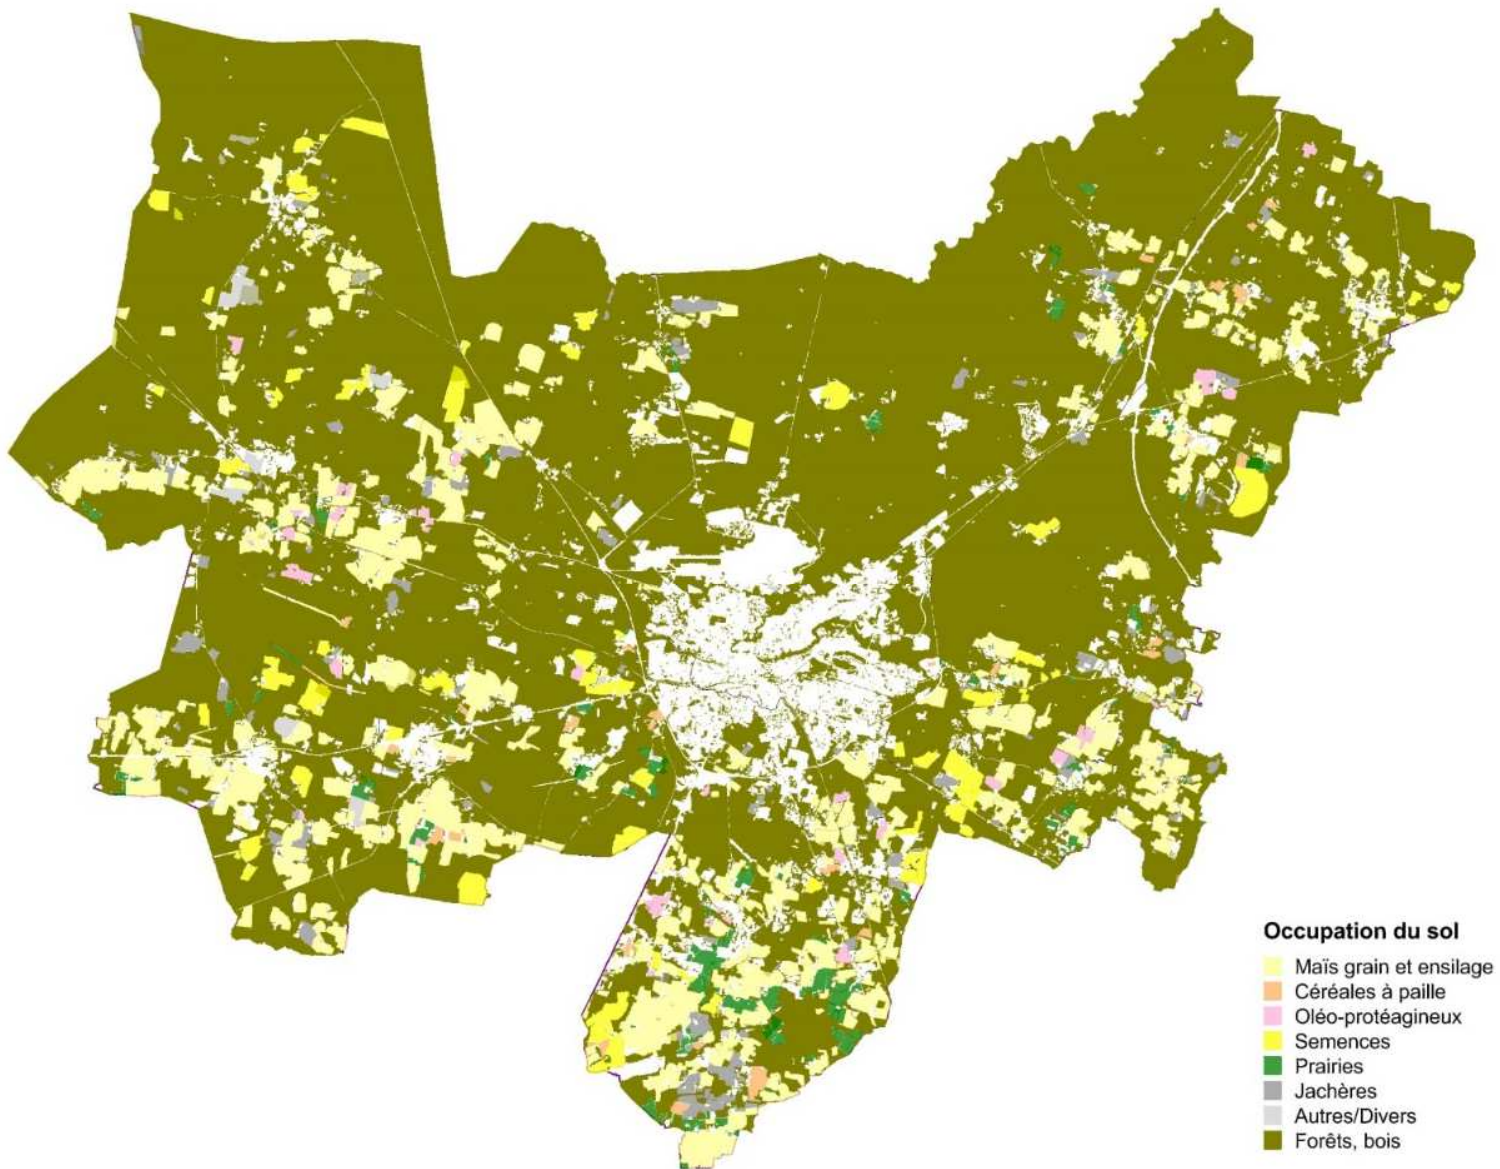 Occupation du sol
Maïs grain et ensilage
Céréales à paille
Oléo-protéagineux
Semences
Prairies
Jachères
Autres/Divers
Forêts, bois